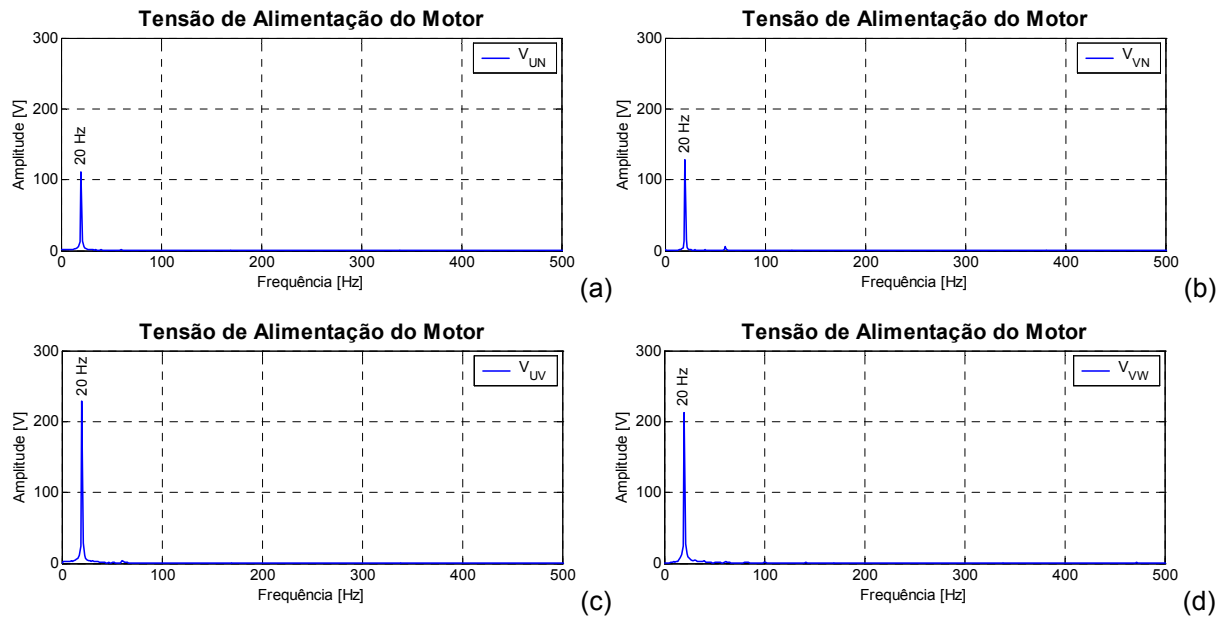 Tensão de Alimentação do Motor
300
200
100
0
Amplitude [V]
20 Hz
V_UN
0 100 200 300 400 500
Frequência [Hz]
(a)
Tensão de Alimentação do Motor
300
200
100
0
Amplitude [V]
20 Hz
V_VN
0 100 200 300 400 500
Frequência [Hz]
(b)
Tensão de Alimentação do Motor
300
200
100
0
Amplitude [V]
20 Hz
V_UV
0 100 200 300 400 500
Frequência [Hz]
(c)
Tensão de Alimentação do Motor
300
200
100
0
Amplitude [V]
20 Hz
V_VW
0 100 200 300 400 500
Frequência [Hz]
(d)